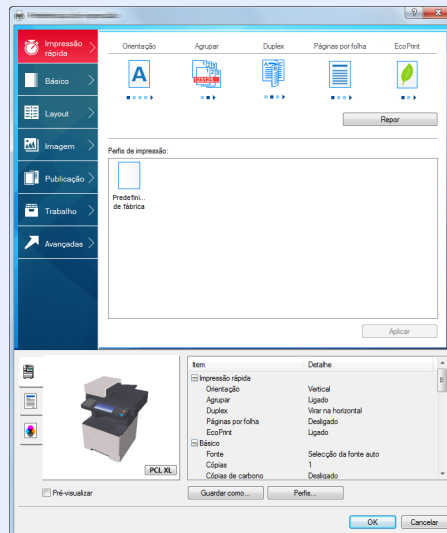 Impressão
rápida
Básico
Layout
Imagem
Publicação
Trabalho
Avançadas
Orientação Agrupar Duplex Páginas por folha EcoPrint
A
123123
Repor
Perfis de impressão:
Predefini...
de fábrica
Aplicar
Item Detalhe
Impressão rápida
Orientação Vertical
Agrupar Ligado
Duplex Virar na horizontal
Páginas por folha Desligado
EcoPrint Ligado
Básico
Fonte Selecção da fonte auto
Cópias 1
Cópias de carbono Desligado
PCL XL
Pré-visualizar
Guardar como... Perfis...
OK Cancelar